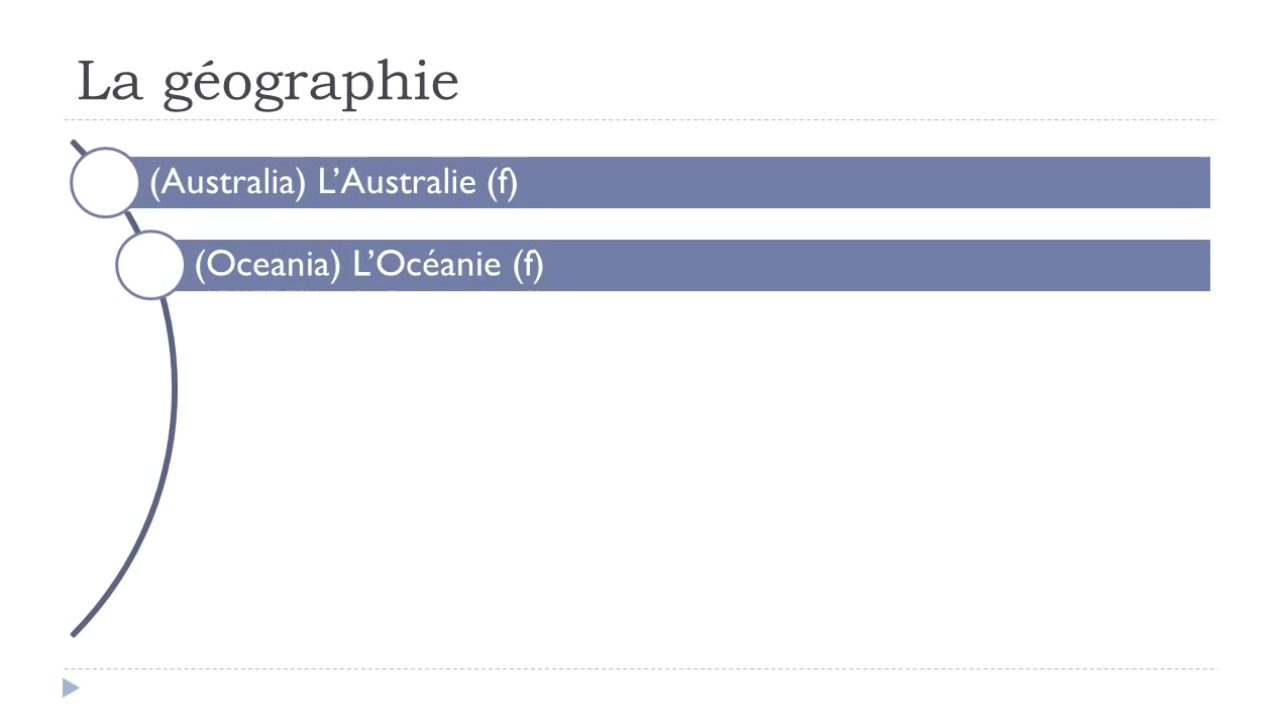 La géographie
(Australia) L’Australie (f)
(Oceania) L’Océanie (f)